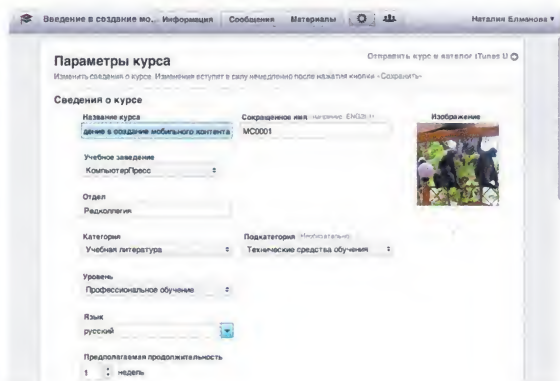 Введение в создание мо... Информация Сообщения Материалы Наталия Елманова
Параметры курса
Отправить курс в каталог iTunes U
Изменить сведения о курсе. Изменения вступят в силу немедленно после нажатия кнопки «Сохранить»
Сведения о курсе
Название курса Сокращенное имя Изображение
дение в создание мобильного контента MC0001
Учебное заведение
КомпьютерПресс
Отдел
Редколлегия
Категория Подкатегория
Учебная литература Технические средства обучения
Уровень
Профессиональное обучение
Язык
русский
Предполагаемая продолжительность
1 недель